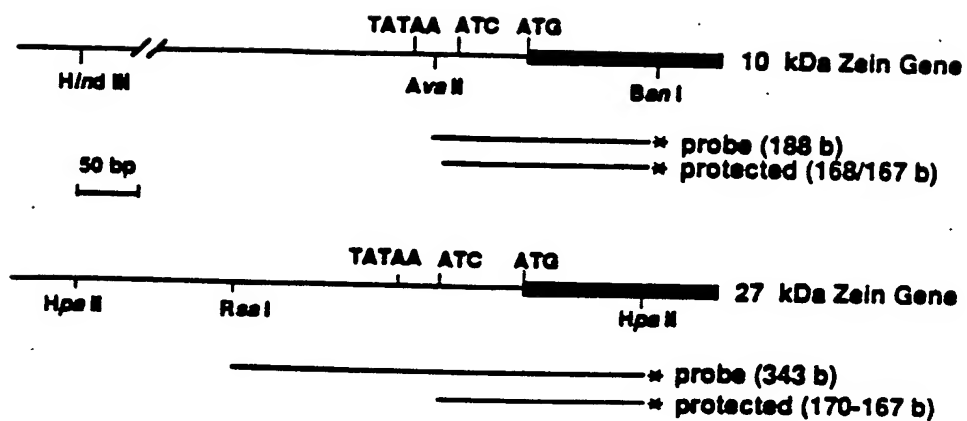 TATAA ATC ATG
10 kDa Zein Gene
Hind III
Ava II
Ban I
* probe (188 b)
50 bp
* protected (168/167 b)
TATAA ATC ATG
27 kDa Zein Gene
Hpa II
Rsa I
Hpa II
* probe (343 b)
* protected (170-167 b)